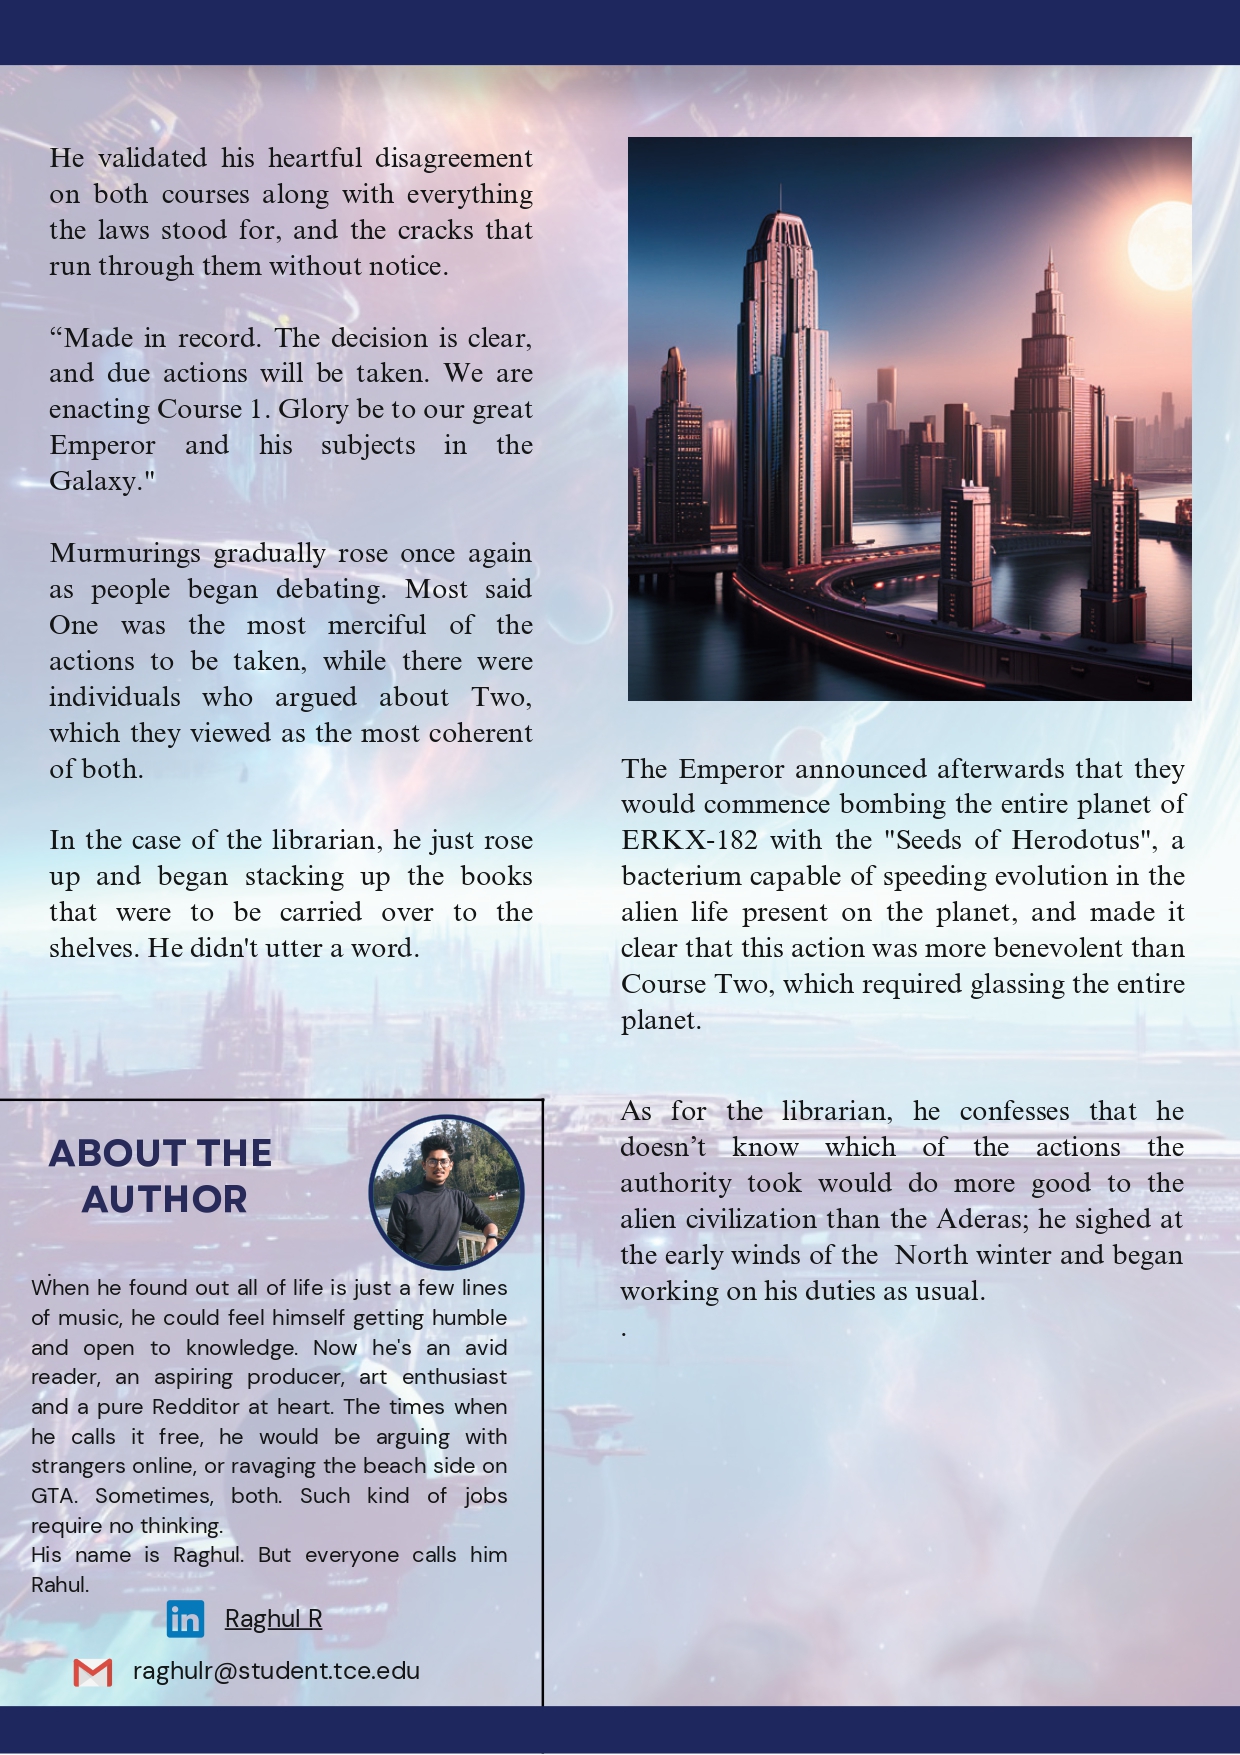 He validated his heartful disagreement
on both courses along with everything
the laws stood for, and the cracks that
run through them without notice.
“Made in record. The decision is clear,
and due actions will be taken. We are
enacting Course 1. Glory be to our great
Emperor and his subjects in the
Galaxy."
Murmurings gradually rose once again
as people began debating. Most said
One was the most merciful of the
actions to be taken, while there were
individuals who argued about Two,
which they viewed as the most coherent
of both.
In the case of the librarian, he just rose
up and began stacking up the books
that were to be carried over to the
shelves. He didn't utter a word.
The Emperor announced afterwards that they
would commence bombing the entire planet of
ERKX-182 with the "Seeds of Herodotus", a
bacterium capable of speeding evolution in the
alien life present on the planet, and made it
clear that this action was more benevolent than
Course Two, which required glassing the entire
planet.
As for the librarian, he confesses that he
doesn’t know which of the actions the
authority took would do more good to the
alien civilization than the Aderas; he sighed at
the early winds of the North winter and began
working on his duties as usual.
.
ABOUT THE
AUTHOR
.
When he found out all of life is just a few lines
of music, he could feel himself getting humble
and open to knowledge. Now he's an avid
reader, an aspiring producer, art enthusiast
and a pure Redditor at heart. The times when
he calls it free, he would be arguing with
strangers online, or ravaging the beach side on
GTA. Sometimes, both. Such kind of jobs
require no thinking.
His name is Raghul. But everyone calls him
Rahul.
in Raghul R
raghulr@student.tce.edu